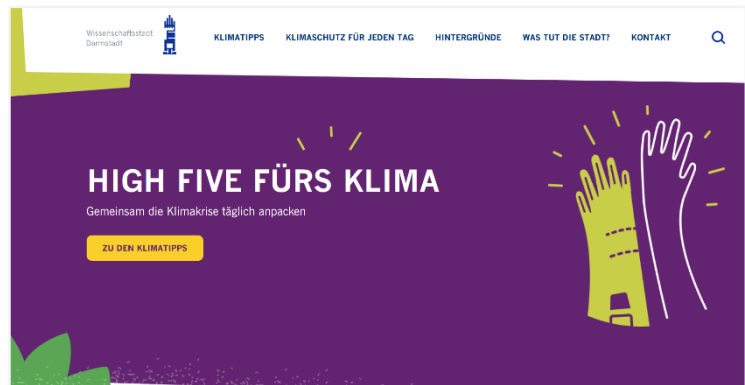 Wissenschaftsstadt
Darmstadt
KLIMATIPPS
KLIMASCHUTZ FÜR JEDEN TAG
HINTERGRÜNDE
WAS TUT DIE STADT?
KONTAKT
HIGH FIVE FÜRS KLIMA
Gemeinsam die Klimakrise täglich anpacken
ZU DEN KLIMATIPPS